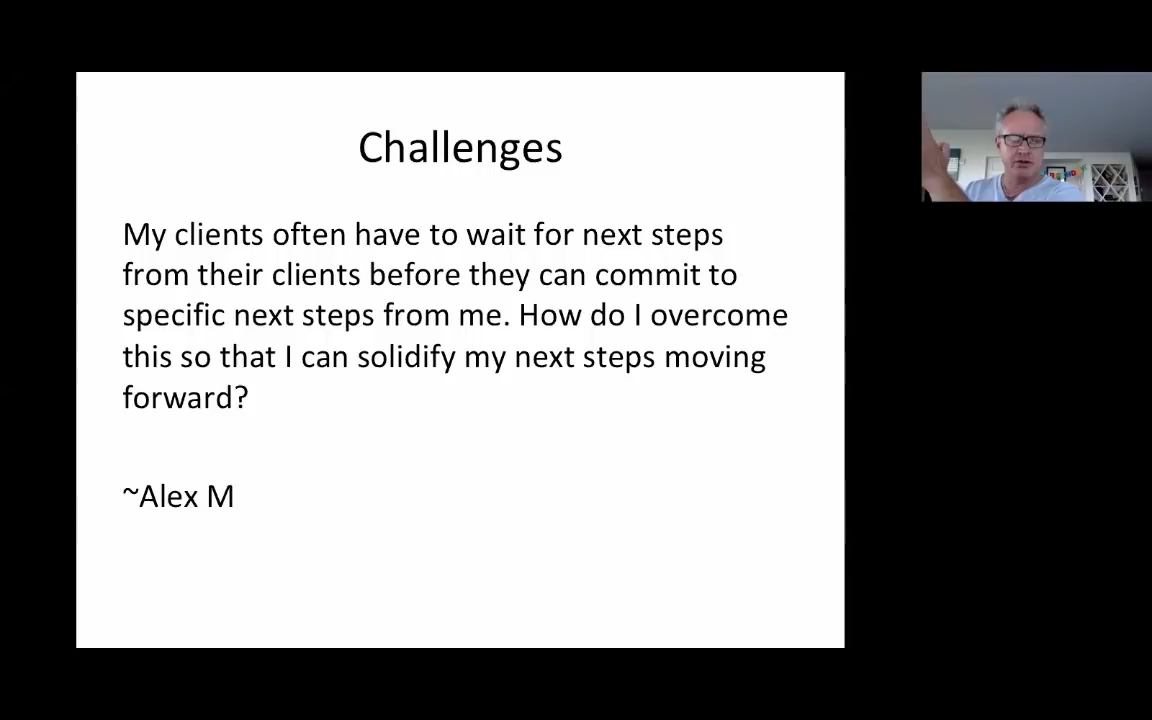 Challenges
My clients often have to wait for next steps
from their clients before they can commit to
specific next steps from me. How do I overcome
this so that I can solidify my next steps moving
forward?
~Alex M